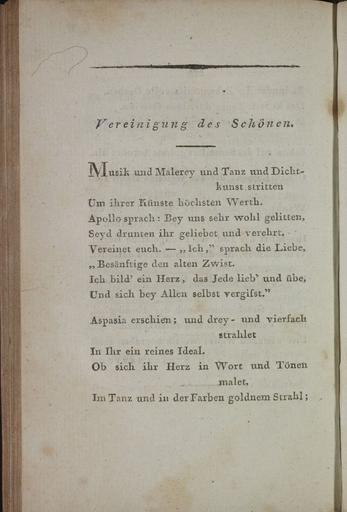 Vereinigung des Schönen.
Musik und Malerey und Tanz und Dicht-
kunst stritten
Um ihrer Künste höchsten Werth.
Apollo sprach: Bey uns sehr wohl gelitten,
Seyd drunten ihr geliebet und verehrt,
Vereinet euch. — „Ich,” sprach die Liebe,
„Besänftige den alten Zwist.
Ich bild' ein Herz, das Jede lieb' und übe,
Und sich bey Allen selbst vergifst.”
Aspasia erschien; und drey- und vierfach
strahlet
In Ihr ein reines Ideal.
Ob sich ihr Herz in Wort und Tönen
malet,
Im Tanz und in der Farben goldnem Strahl;